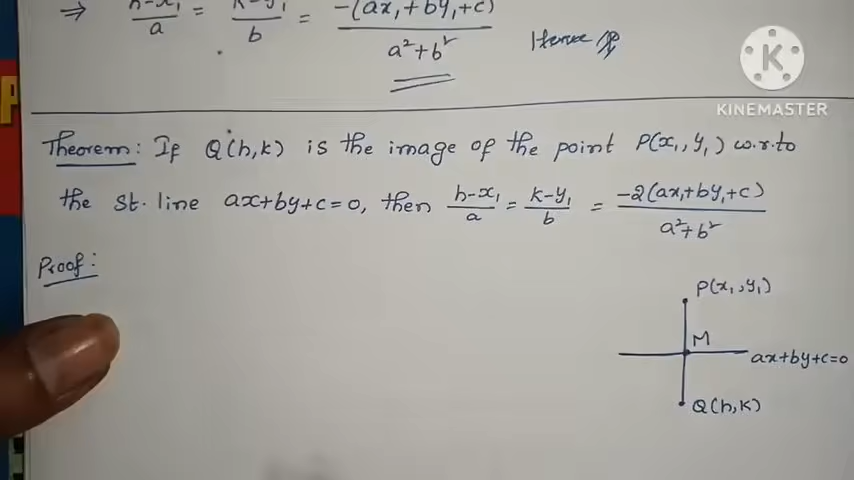 ⇒ h-x₁/a = k-y₁/b = -(ax₁+by₁+c)/a²+b² Hence
KINEMASTER
Theorem: If Q(h,k) is the image of the point P(x₁,y₁) w.r.to
the st. line ax+by+c=0, then h-x₁/a = k-y₁/b = -2(ax₁+by₁+c)/a²+b²
Proof:
P(x₁,y₁)
M
ax+by+c=0
Q(h,k)